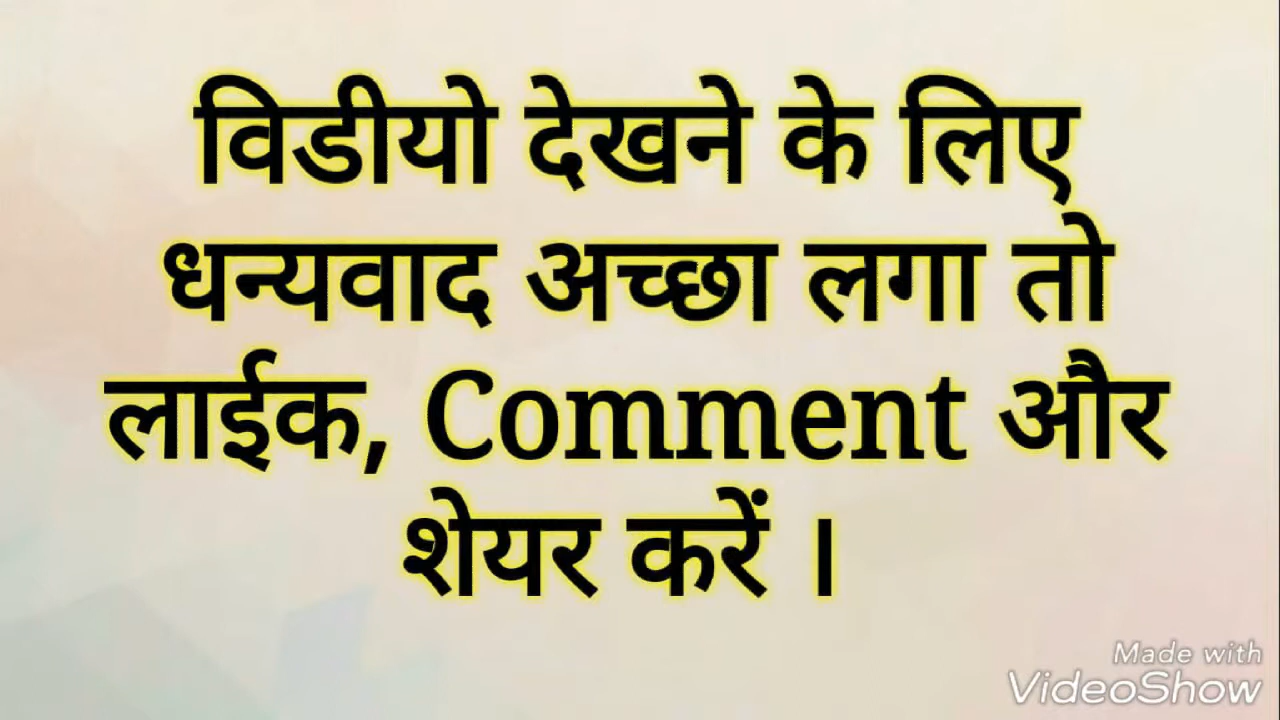 विडीयो देखने के लिए
धन्यवाद अच्छा लगा तो
लाईक, Comment और
शेयर करें ।
Made with
VideoShow